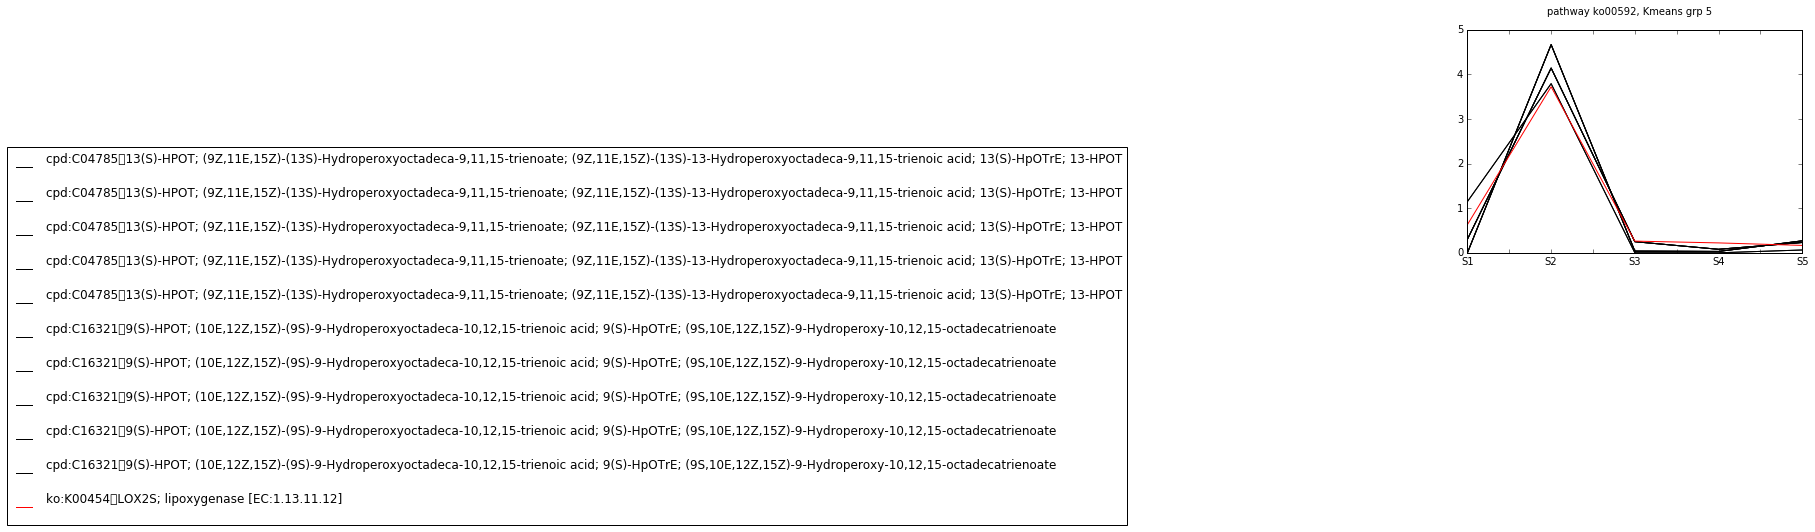 pathway ko00592, Kmeans grp 5
5
4
3
2
1
0
S1 S2 S3 S4 S5
cpd:C04785▯13(S)-HPOT; (9Z,11E,15Z)-(13S)-Hydroperoxyoctadeca-9,11,15-trienoate; (9Z,11E,15Z)-(13S)-13-Hydroperoxyoctadeca-9,11,15-trienoic acid; 13(S)-HpOTrE; 13-HPOT
cpd:C04785▯13(S)-HPOT; (9Z,11E,15Z)-(13S)-Hydroperoxyoctadeca-9,11,15-trienoate; (9Z,11E,15Z)-(13S)-13-Hydroperoxyoctadeca-9,11,15-trienoic acid; 13(S)-HpOTrE; 13-HPOT
cpd:C04785▯13(S)-HPOT; (9Z,11E,15Z)-(13S)-Hydroperoxyoctadeca-9,11,15-trienoate; (9Z,11E,15Z)-(13S)-13-Hydroperoxyoctadeca-9,11,15-trienoic acid; 13(S)-HpOTrE; 13-HPOT
cpd:C04785▯13(S)-HPOT; (9Z,11E,15Z)-(13S)-Hydroperoxyoctadeca-9,11,15-trienoate; (9Z,11E,15Z)-(13S)-13-Hydroperoxyoctadeca-9,11,15-trienoic acid; 13(S)-HpOTrE; 13-HPOT
cpd:C04785▯13(S)-HPOT; (9Z,11E,15Z)-(13S)-Hydroperoxyoctadeca-9,11,15-trienoate; (9Z,11E,15Z)-(13S)-13-Hydroperoxyoctadeca-9,11,15-trienoic acid; 13(S)-HpOTrE; 13-HPOT
cpd:C16321▯9(S)-HPOT; (10E,12Z,15Z)-(9S)-9-Hydroperoxyoctadeca-10,12,15-trienoic acid; 9(S)-HpOTrE; (9S,10E,12Z,15Z)-9-Hydroperoxy-10,12,15-octadecatrienoate
cpd:C16321▯9(S)-HPOT; (10E,12Z,15Z)-(9S)-9-Hydroperoxyoctadeca-10,12,15-trienoic acid; 9(S)-HpOTrE; (9S,10E,12Z,15Z)-9-Hydroperoxy-10,12,15-octadecatrienoate
cpd:C16321▯9(S)-HPOT; (10E,12Z,15Z)-(9S)-9-Hydroperoxyoctadeca-10,12,15-trienoic acid; 9(S)-HpOTrE; (9S,10E,12Z,15Z)-9-Hydroperoxy-10,12,15-octadecatrienoate
cpd:C16321▯9(S)-HPOT; (10E,12Z,15Z)-(9S)-9-Hydroperoxyoctadeca-10,12,15-trienoic acid; 9(S)-HpOTrE; (9S,10E,12Z,15Z)-9-Hydroperoxy-10,12,15-octadecatrienoate
cpd:C16321▯9(S)-HPOT; (10E,12Z,15Z)-(9S)-9-Hydroperoxyoctadeca-10,12,15-trienoic acid; 9(S)-HpOTrE; (9S,10E,12Z,15Z)-9-Hydroperoxy-10,12,15-octadecatrienoate
ko:K00454▯LOX2S; lipoxygenase [EC:1.13.11.12]